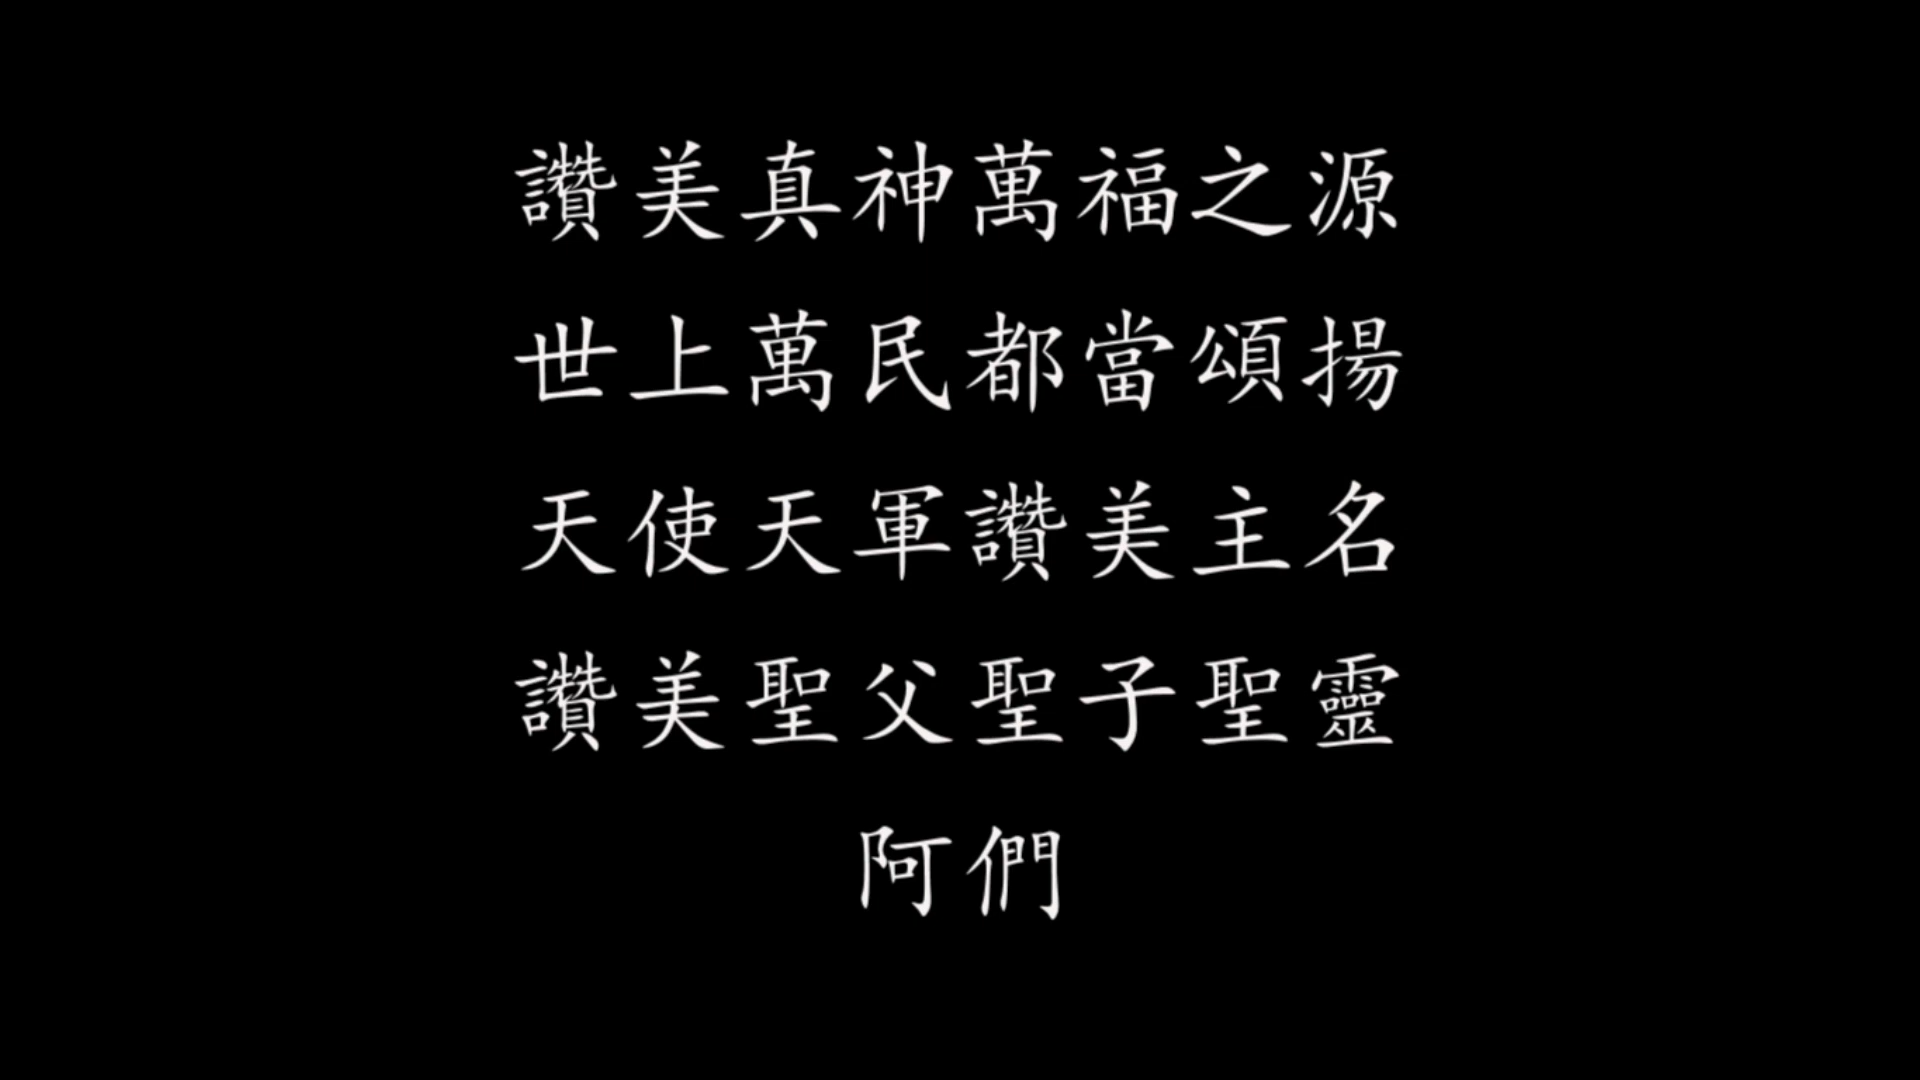 讚美真神萬福之源
世上萬民都當頌揚
天使天軍讚美主名
讚美聖父聖子聖靈
阿們